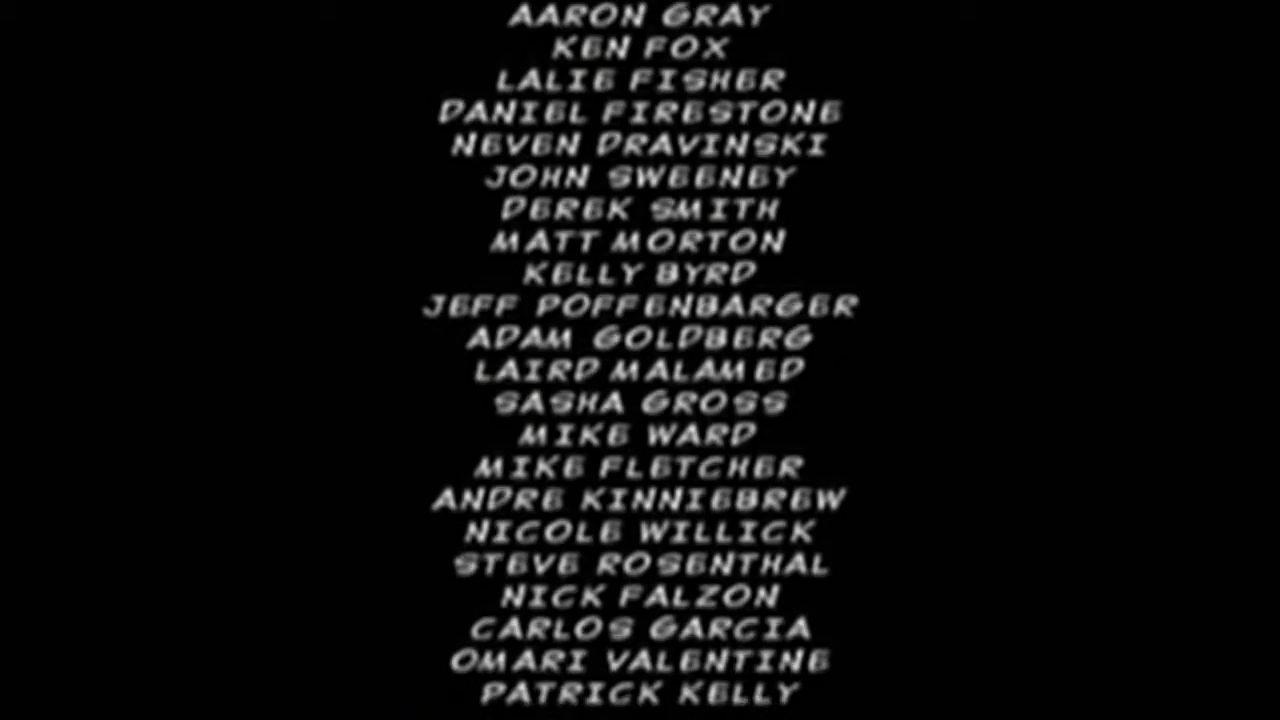 AARON GRAY
KEN FOX
LALIE FISHER
DANIEL FIRESTONE
NEVEN DRAVINSKI
JOHN SWEENEY
DEREK SMITH
MATT MORTON
KELLY BYRD
JEFF POFFENBARGER
ADAM GOLDBERG
LAIRD MALAMED
SASHA GROSS
MIKE WARD
MIKE FLETCHER
ANDRE KINNIEBREW
NICOLE WILLICK
STEVE ROSENTHAL
NICK FALZON
CARLOS GARCIA
OMARI VALENTINE
PATRICK KELLY